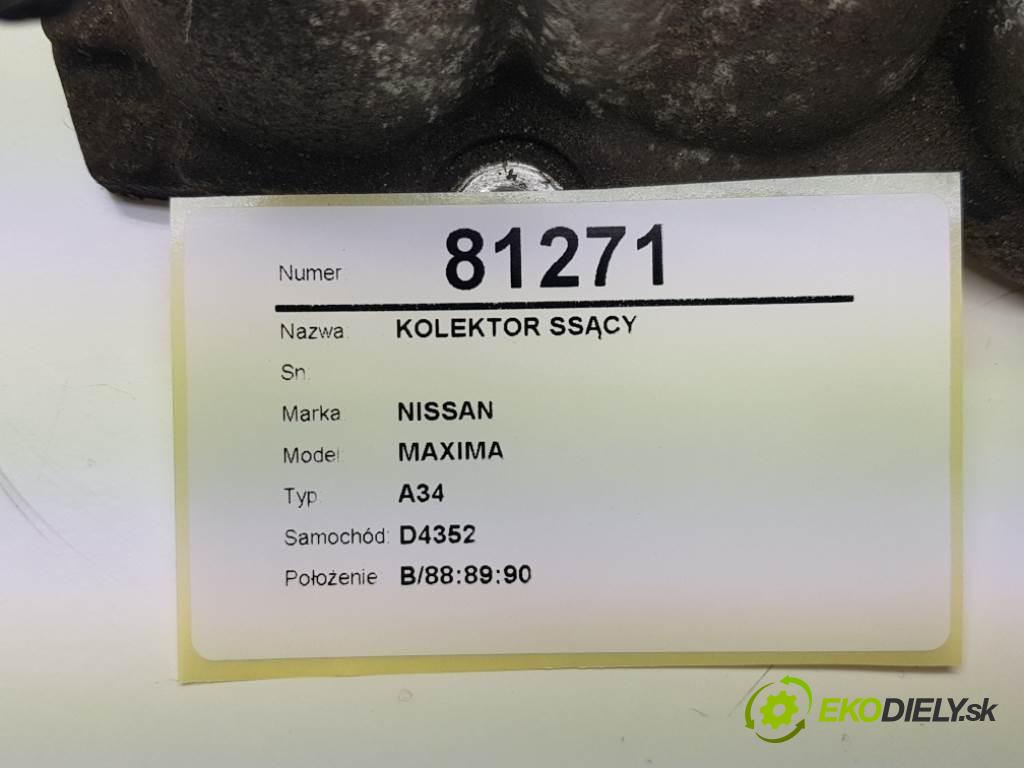 Numer: 81271
Nazwa: KOLEKTOR SSĄCY
Sn:
Marka NISSAN
Model: MAXIMA
Typ A34
Samochód: D4352
Położenie B/88:89:90
EKODIELY.sk